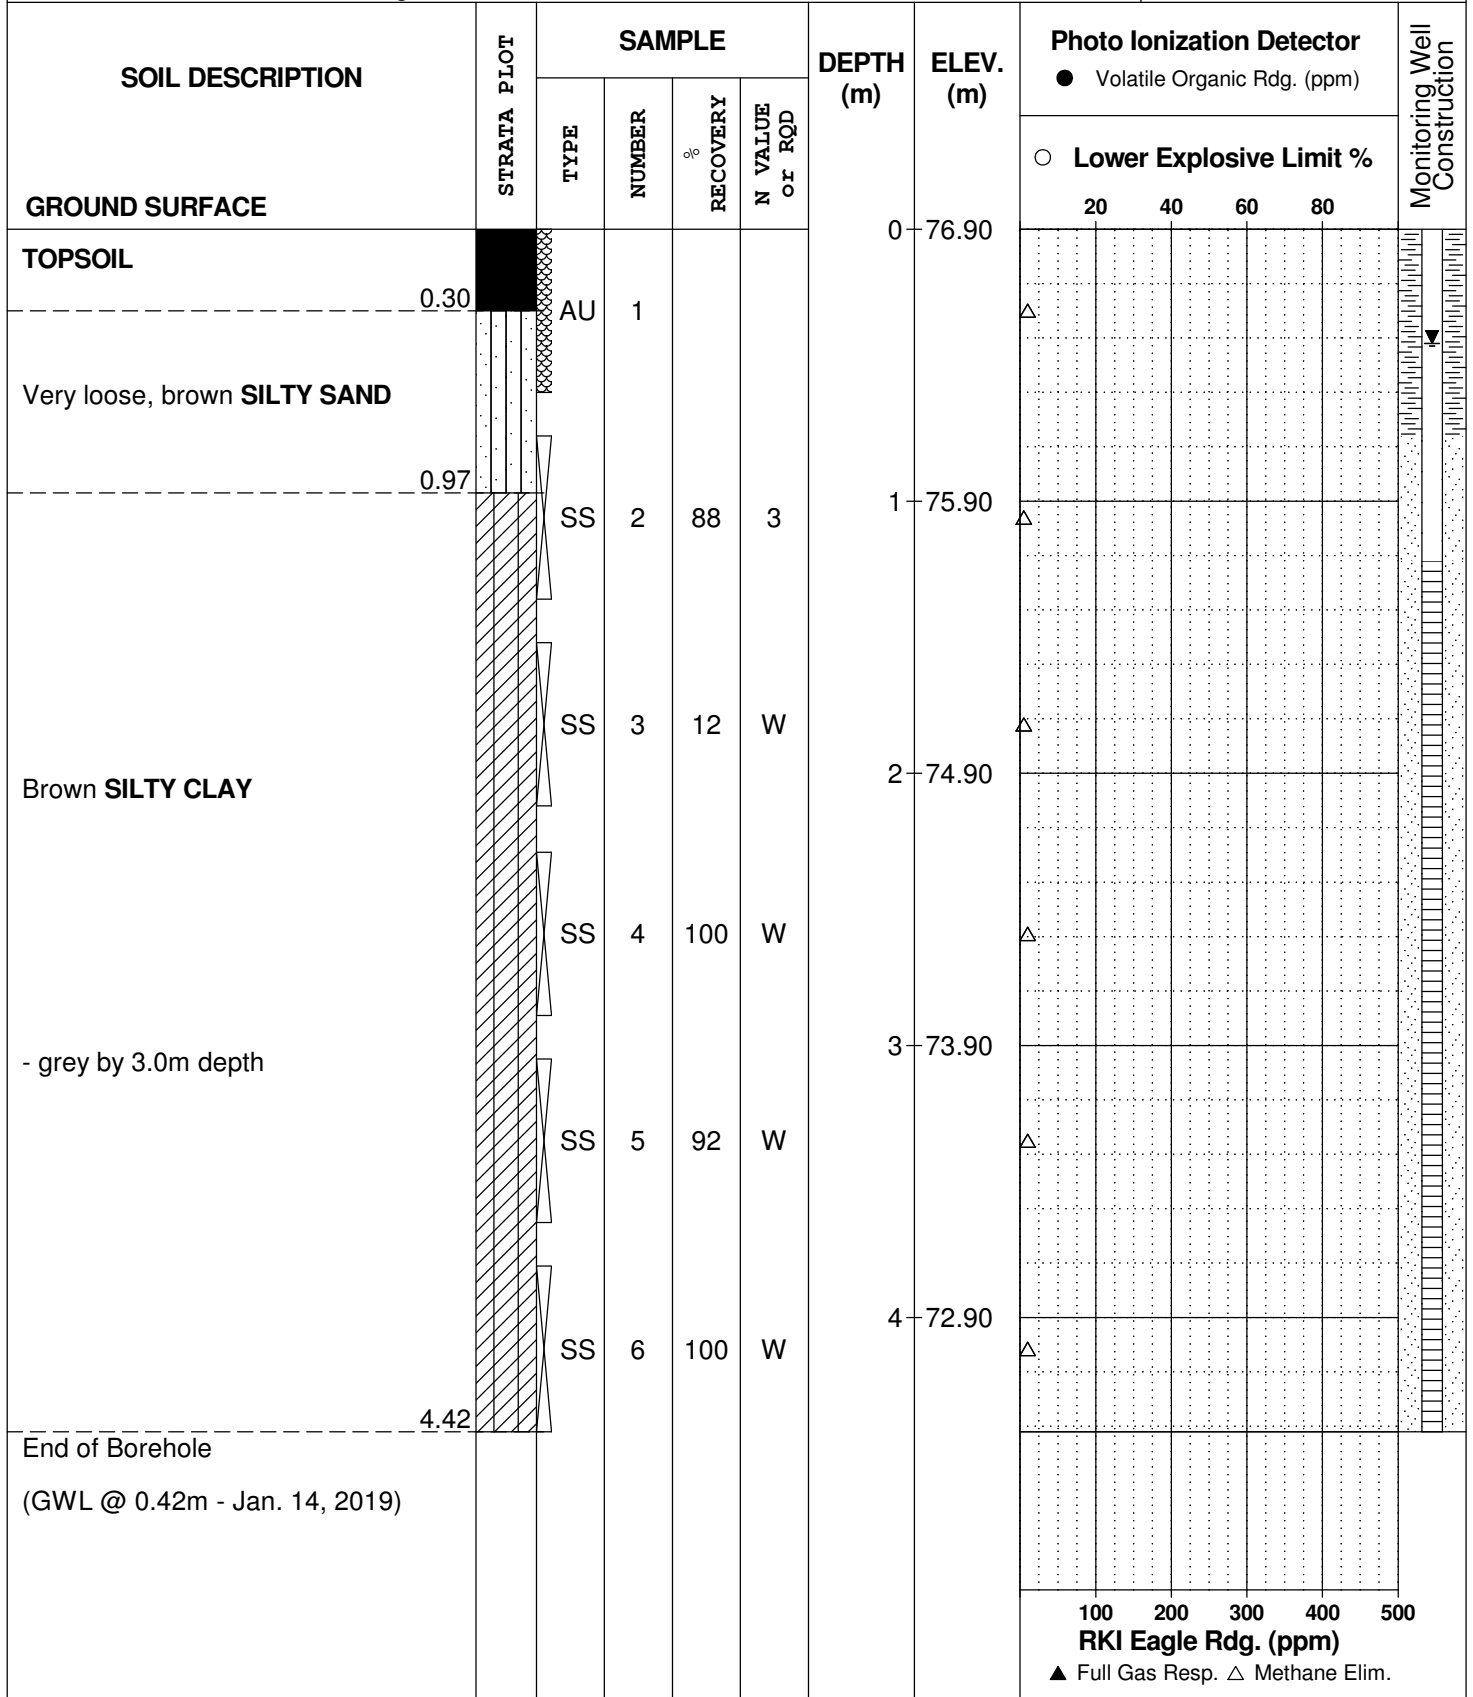 SOIL DESCRIPTION
GROUND SURFACE
STRATA PLOT
SAMPLE
TYPE
NUMBER
% RECOVERY
N VALUE or RQD
DEPTH (m)
ELEV. (m)
Photo Ionization Detector
● Volatile Organic Rdg. (ppm)
○ Lower Explosive Limit %
20 40 60 80
Monitoring Well Construction
0 76.90
TOPSOIL
0.30
AU 1
Very loose, brown SILTY SAND
0.97
1 75.90
SS 2 88 3
SS 3 12 W
2 74.90
Brown SILTY CLAY
SS 4 100 W
3 73.90
- grey by 3.0m depth
SS 5 92 W
4 72.90
SS 6 100 W
4.42
End of Borehole
(GWL @ 0.42m - Jan. 14, 2019)
100 200 300 400 500
RKI Eagle Rdg. (ppm)
▲ Full Gas Resp. △ Methane Elim.